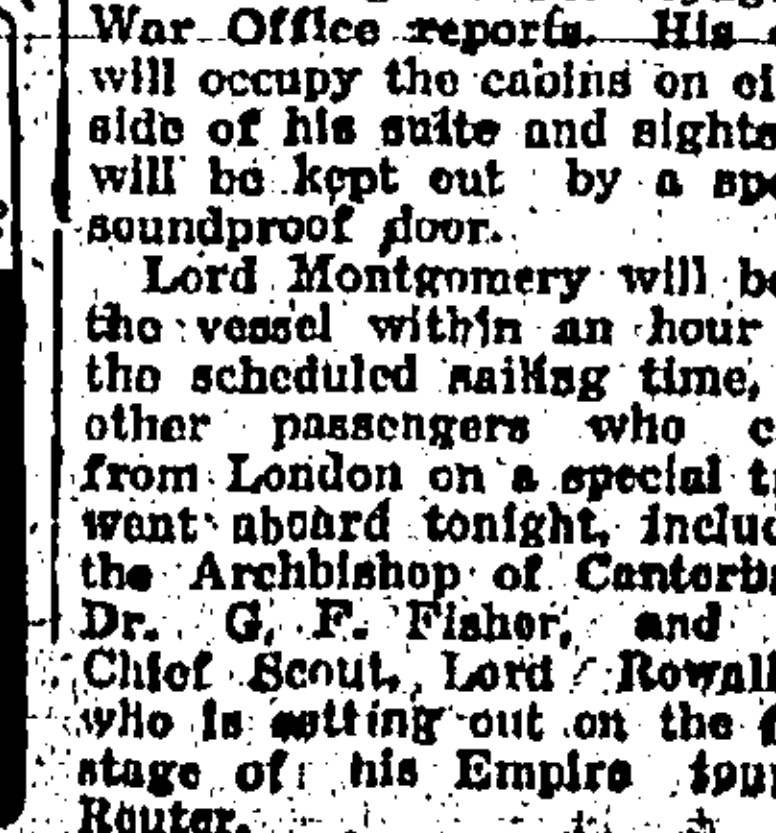 War Office reports. His
will occupy the cabins on ei
side of his suite and sights
will be kept out by a spe
soundproof door.
Lord Montgomery will be
the vessel within an hour
the scheduled sailing time,
other passengers who c
from London on a special t
went aboard tonight, includ
the Archbishop of Canterb
Dr. G. F. Fisher, and
Chief Scout, Lord Rowall
who is setting out on the
stage of his Empire tour
Reuter.